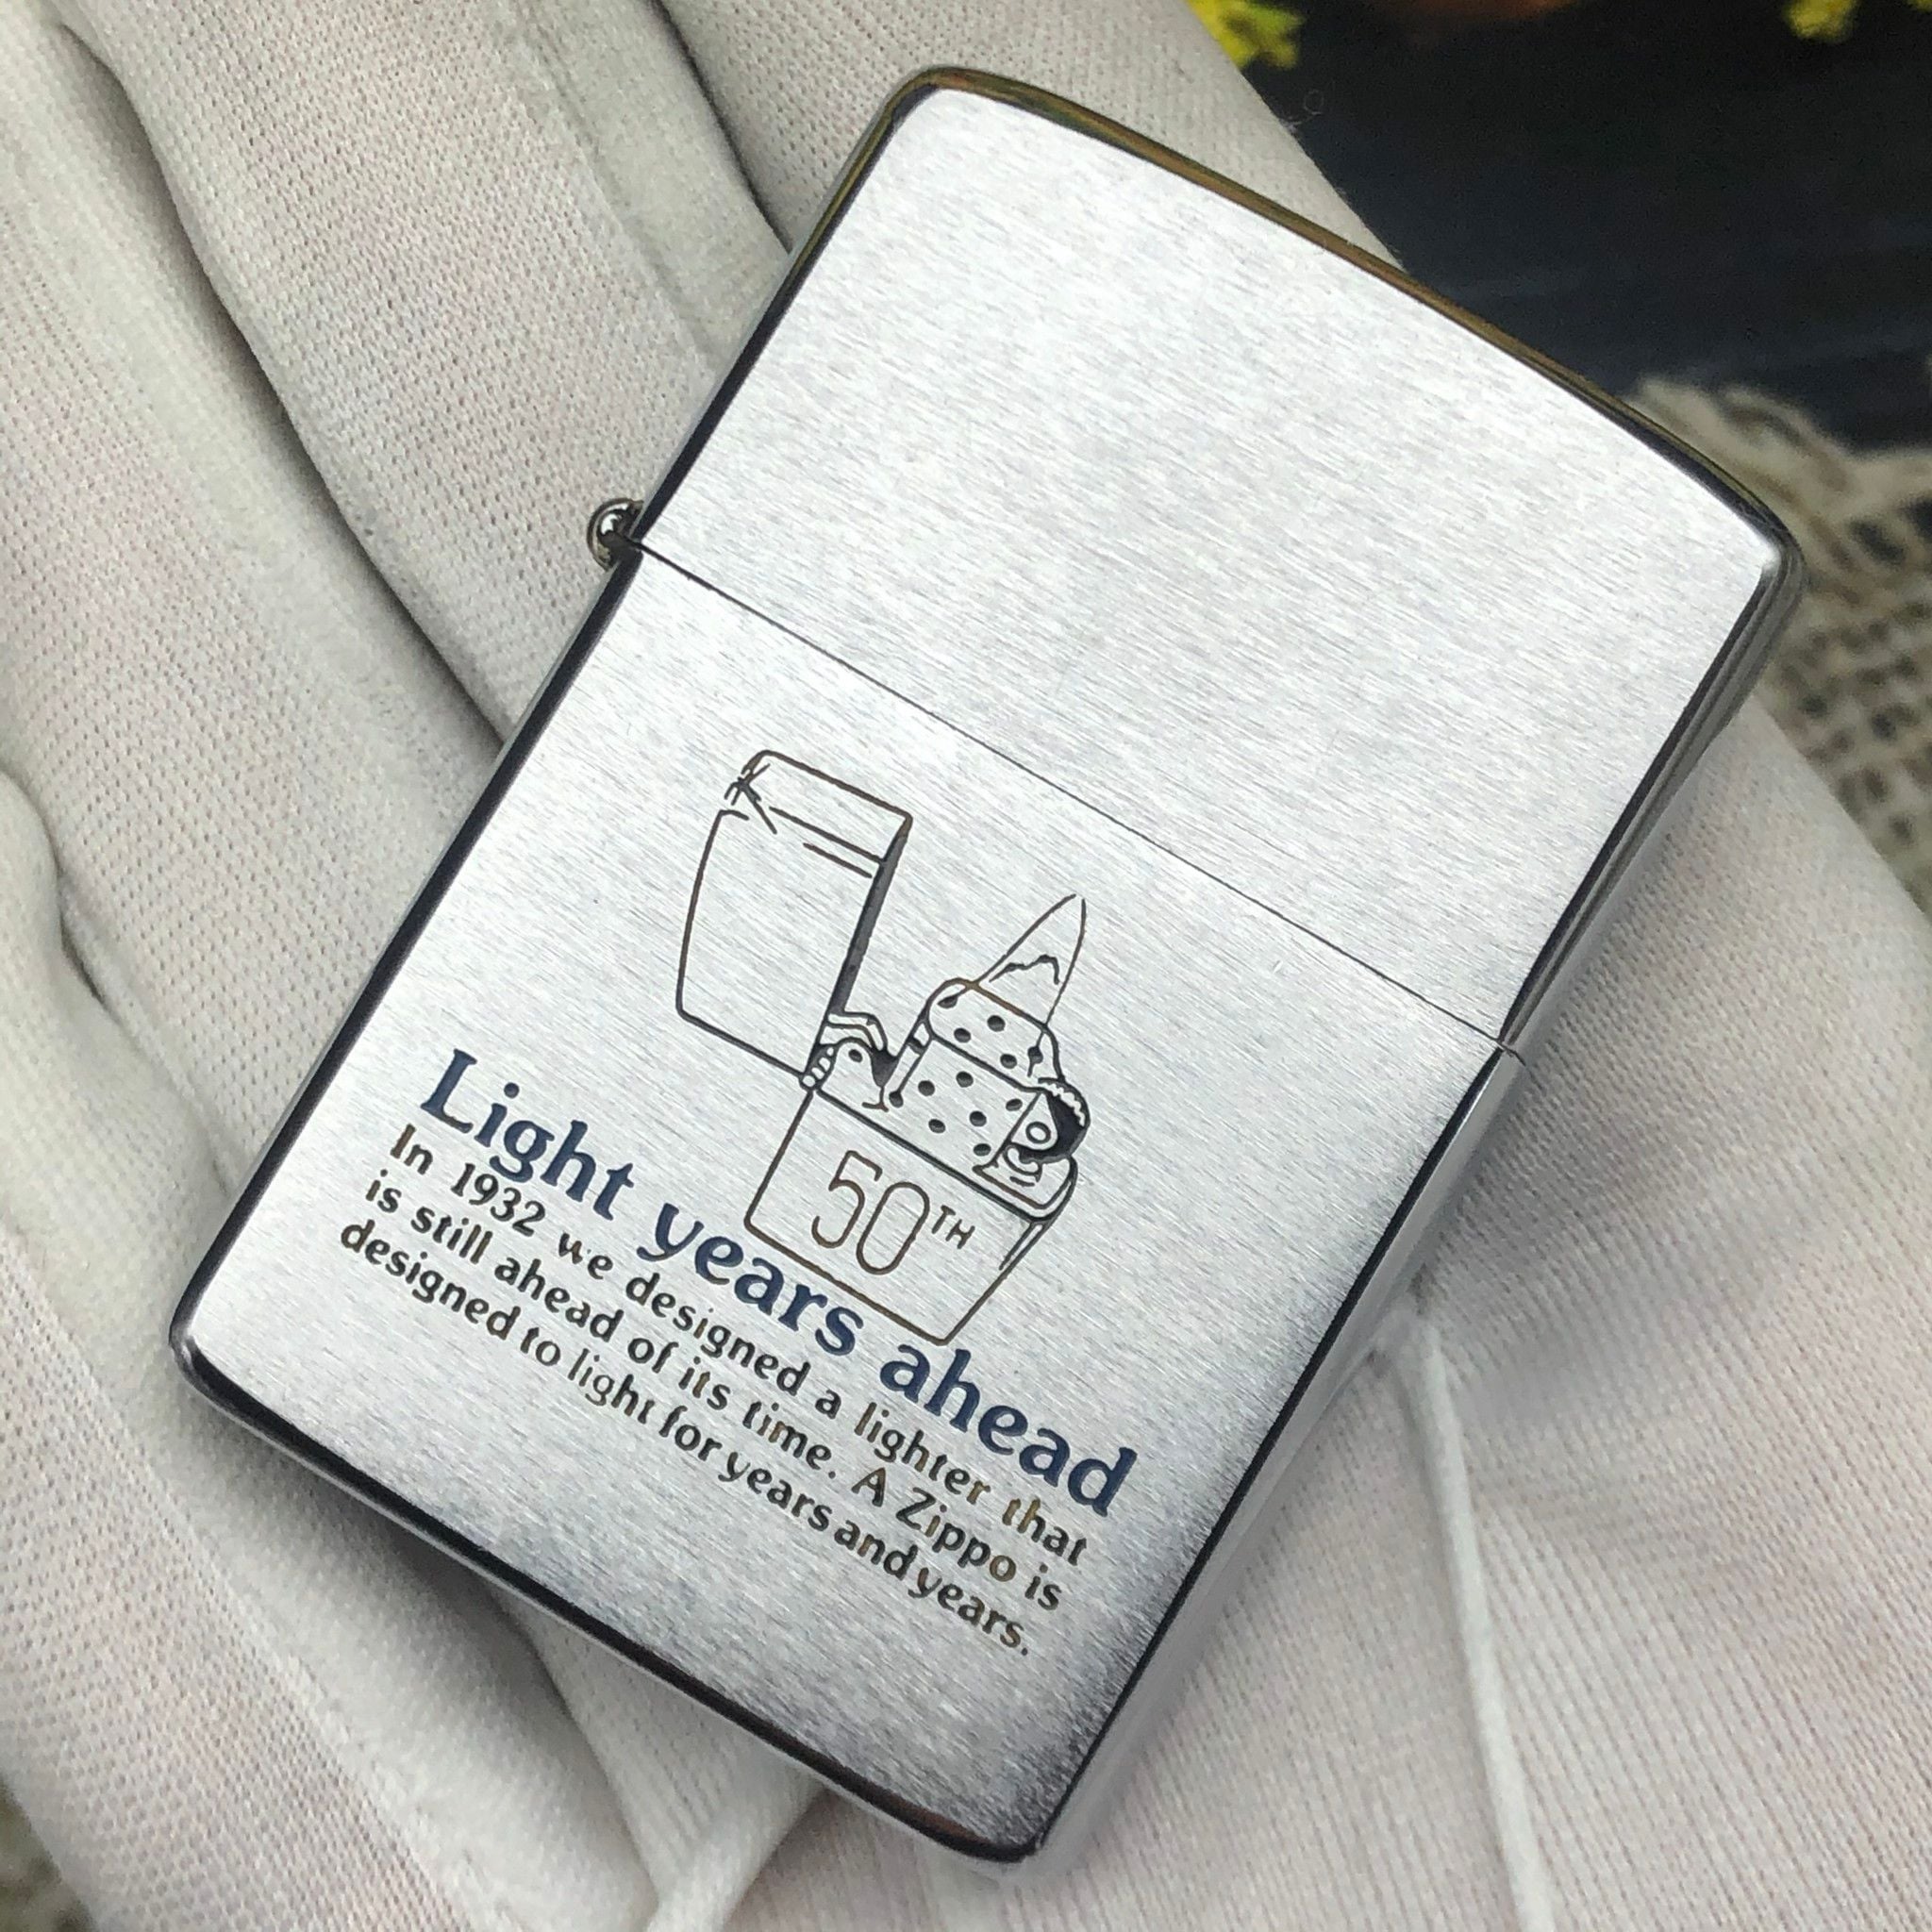 50TH
Light years ahead
In 1932 we designed a lighter that
is still ahead of its time. A Zippo is
designed to light for years and years.